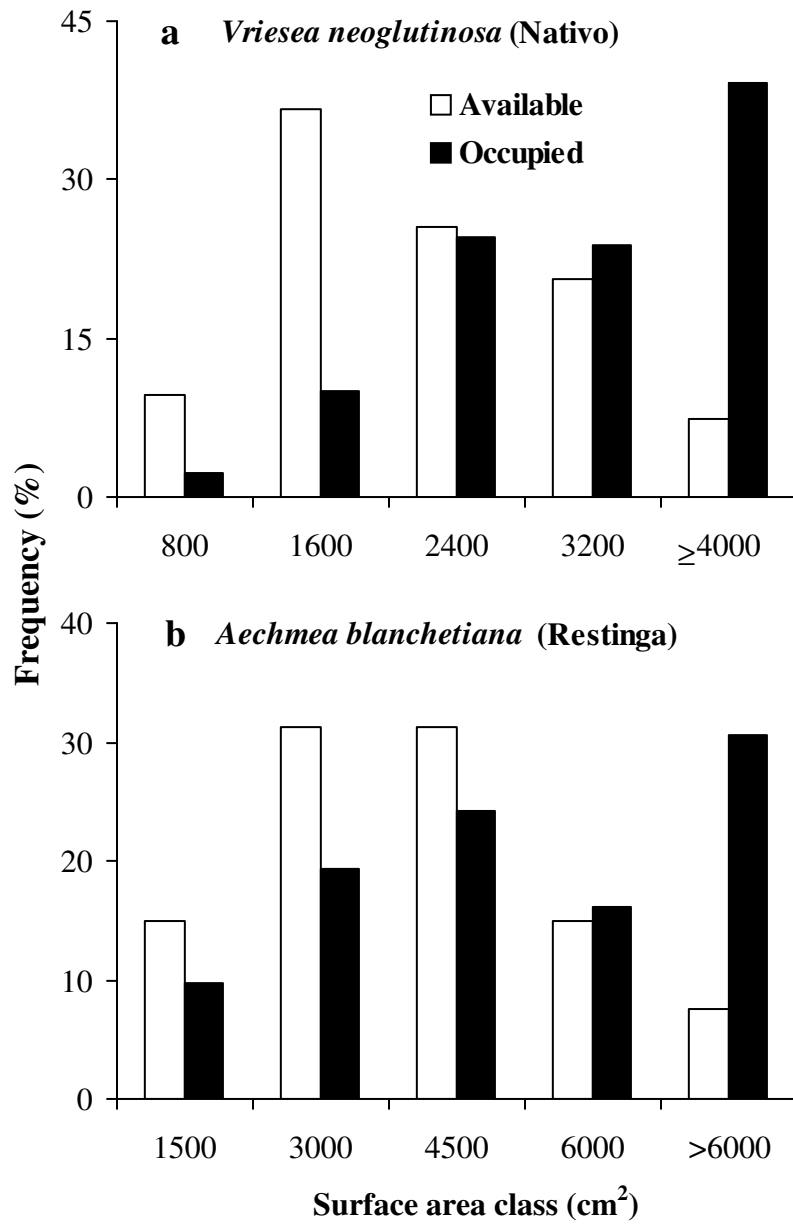 45
a Vriesea neoglutinosa (Nativo)
Available
Occupied
30
15
0
800 1600 2400 3200 ≥4000
Frequency (%)
40
b Aechmea blanchetiana (Restinga)
30
20
10
0
1500 3000 4500 6000 >6000
Surface area class (cm²)